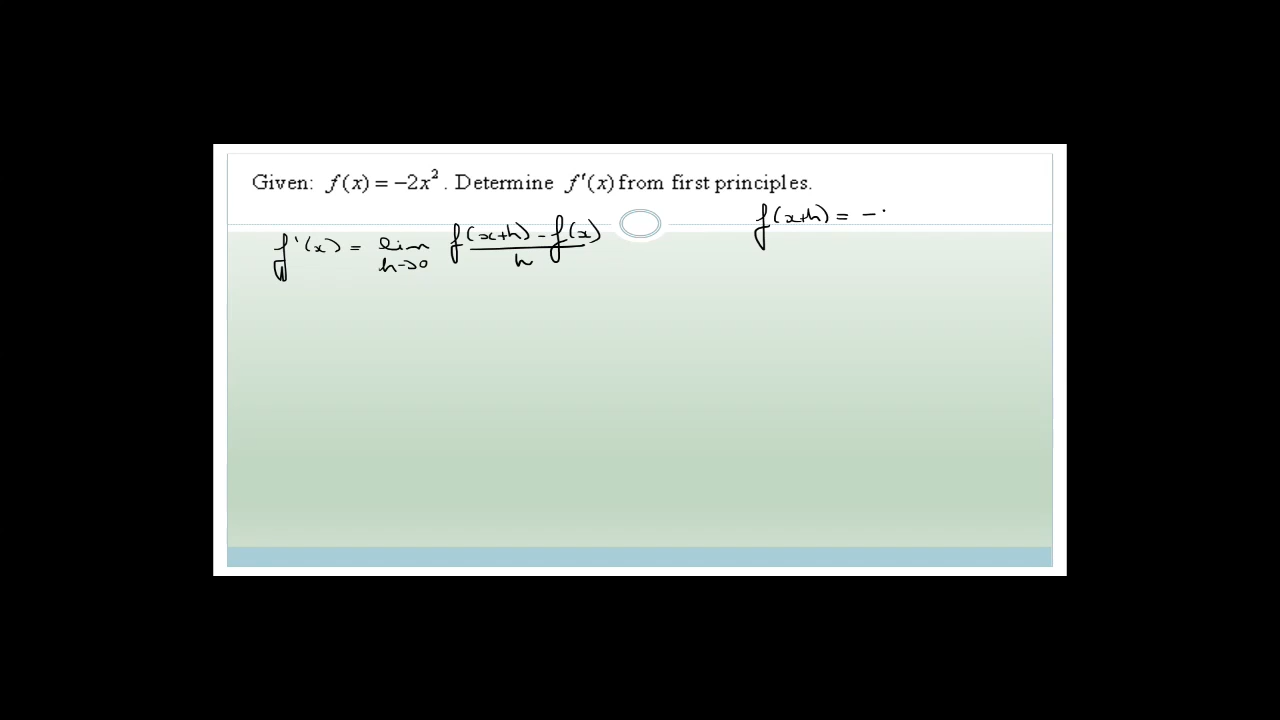 Given: f(x) = −2x². Determine f'(x) from first principles.
f(x+h) = −
f'(x) = lim h→0 f(x+h) − f(x) / h